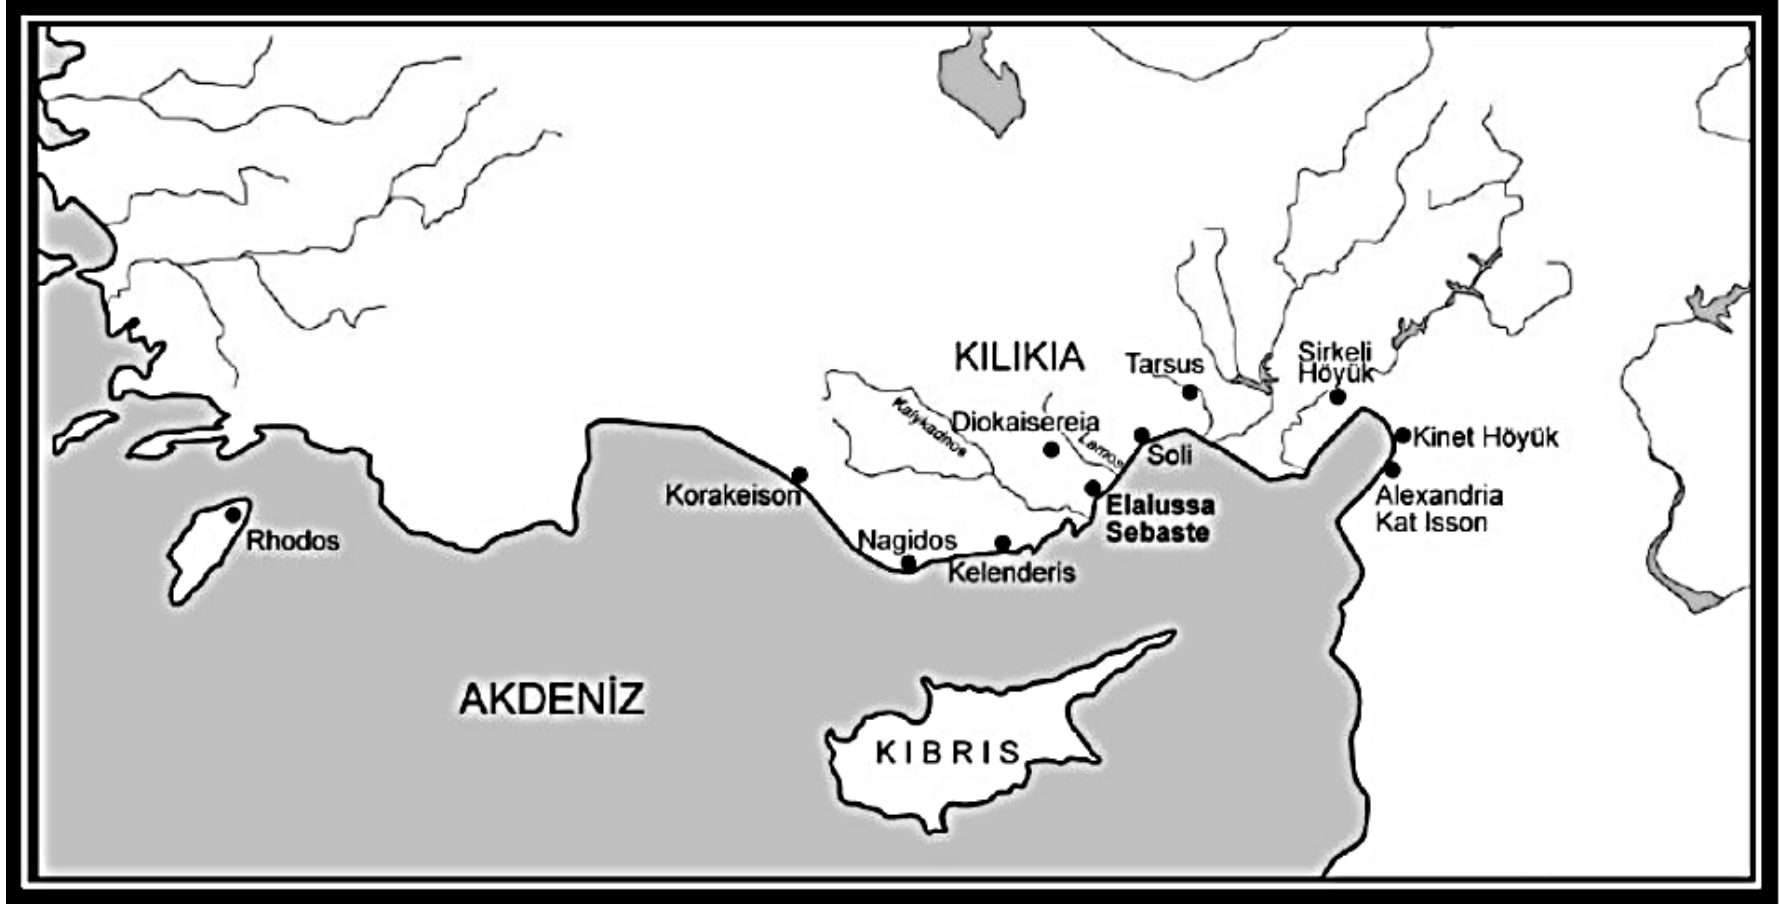 KILIKIA
Tarsus
Sirkeli
Höyük
Kalykadnos
Diokaisereia
Lamos
Soli
Kinet Höyük
Korakeison
Elalussa
Sebaste
Alexandria
Kat Isson
Rhodos
Nagidos
Kelenderis
AKDENİZ
KIBRIS